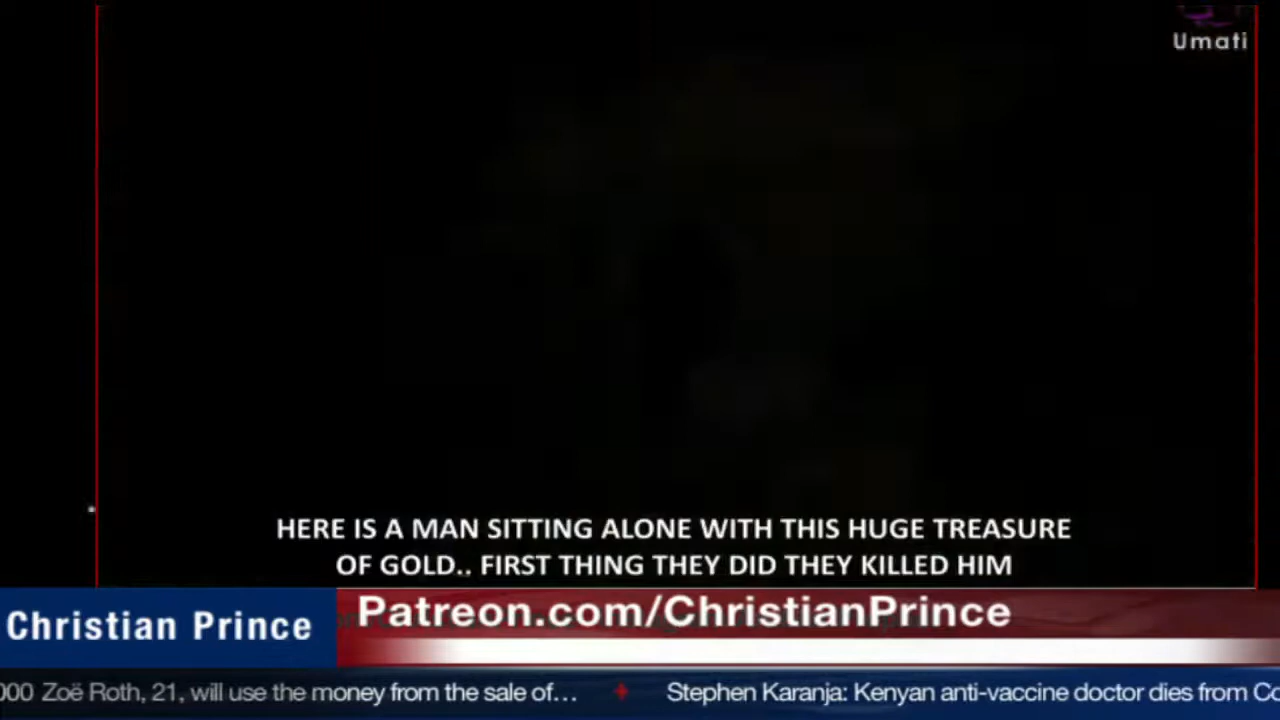 Umati
HERE IS A MAN SITTING ALONE WITH THIS HUGE TREASURE
OF GOLD.. FIRST THING THEY DID THEY KILLED HIM
Christian Prince
Patreon.com/ChristianPrince
000 Zoë Roth, 21, will use the money from the sale of… Stephen Karanja: Kenyan anti-vaccine doctor dies from Co